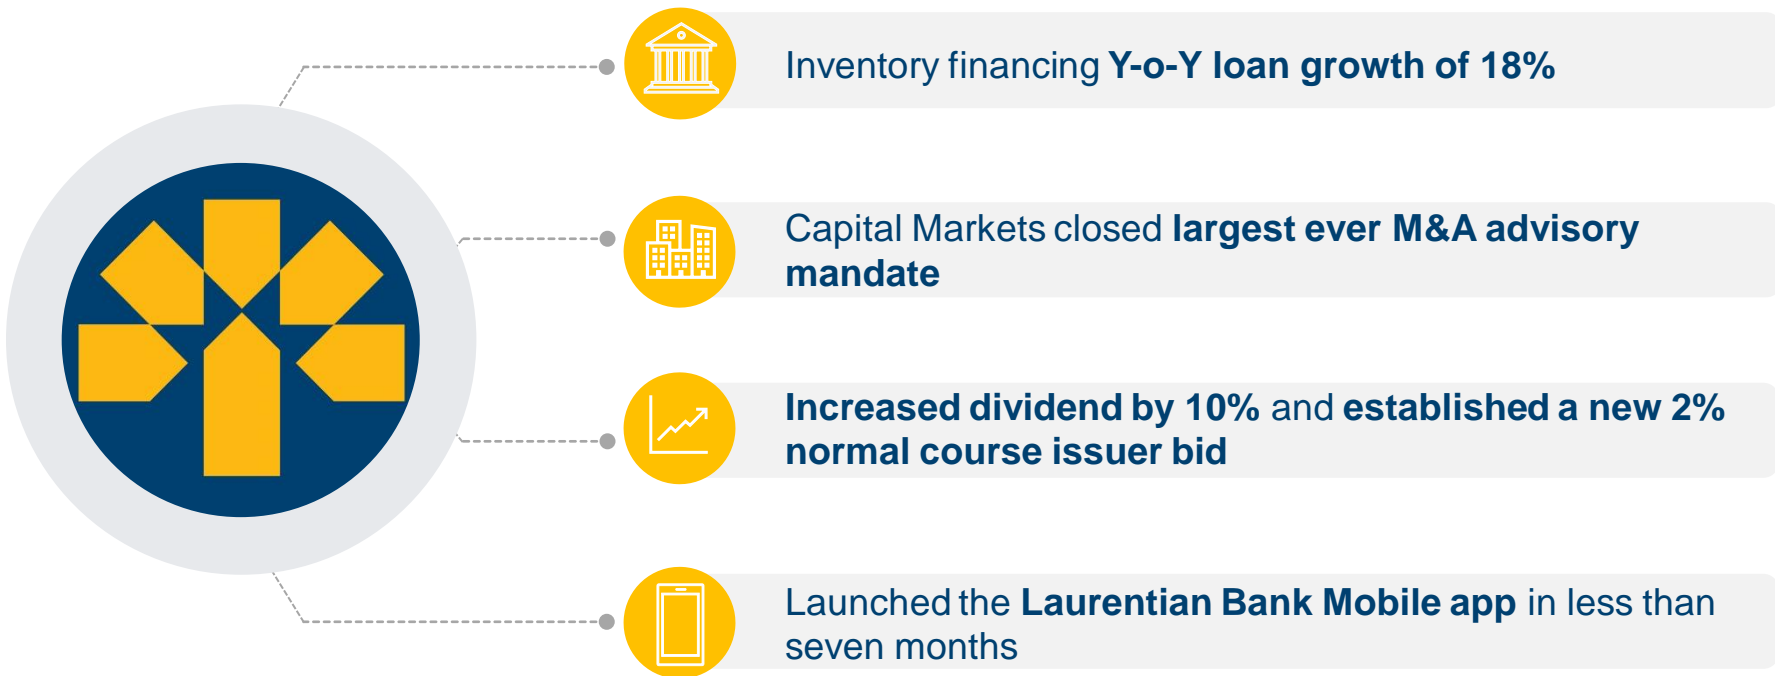 Inventory financing Y-o-Y loan growth of 18%
Capital Markets closed largest ever M&A advisory
mandate
Increased dividend by 10% and established a new 2%
normal course issuer bid
Launched the Laurentian Bank Mobile app in less than
seven months